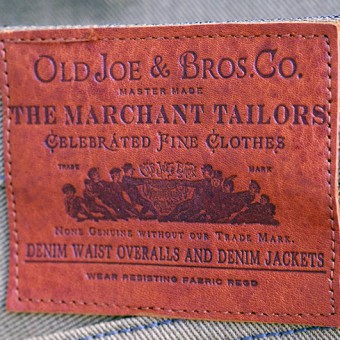 OLD JOE & BROS. CO.
MASTER MADE
THE MARCHANT TAILORS
CELEBRATED FINE CLOTHES
TRADE MARK
NONE GENUINE WITHOUT OUR TRADE MARK.
DENIM WAIST OVERALLS AND DENIM JACKETS
WEAR RESISTING FABRIC REGD